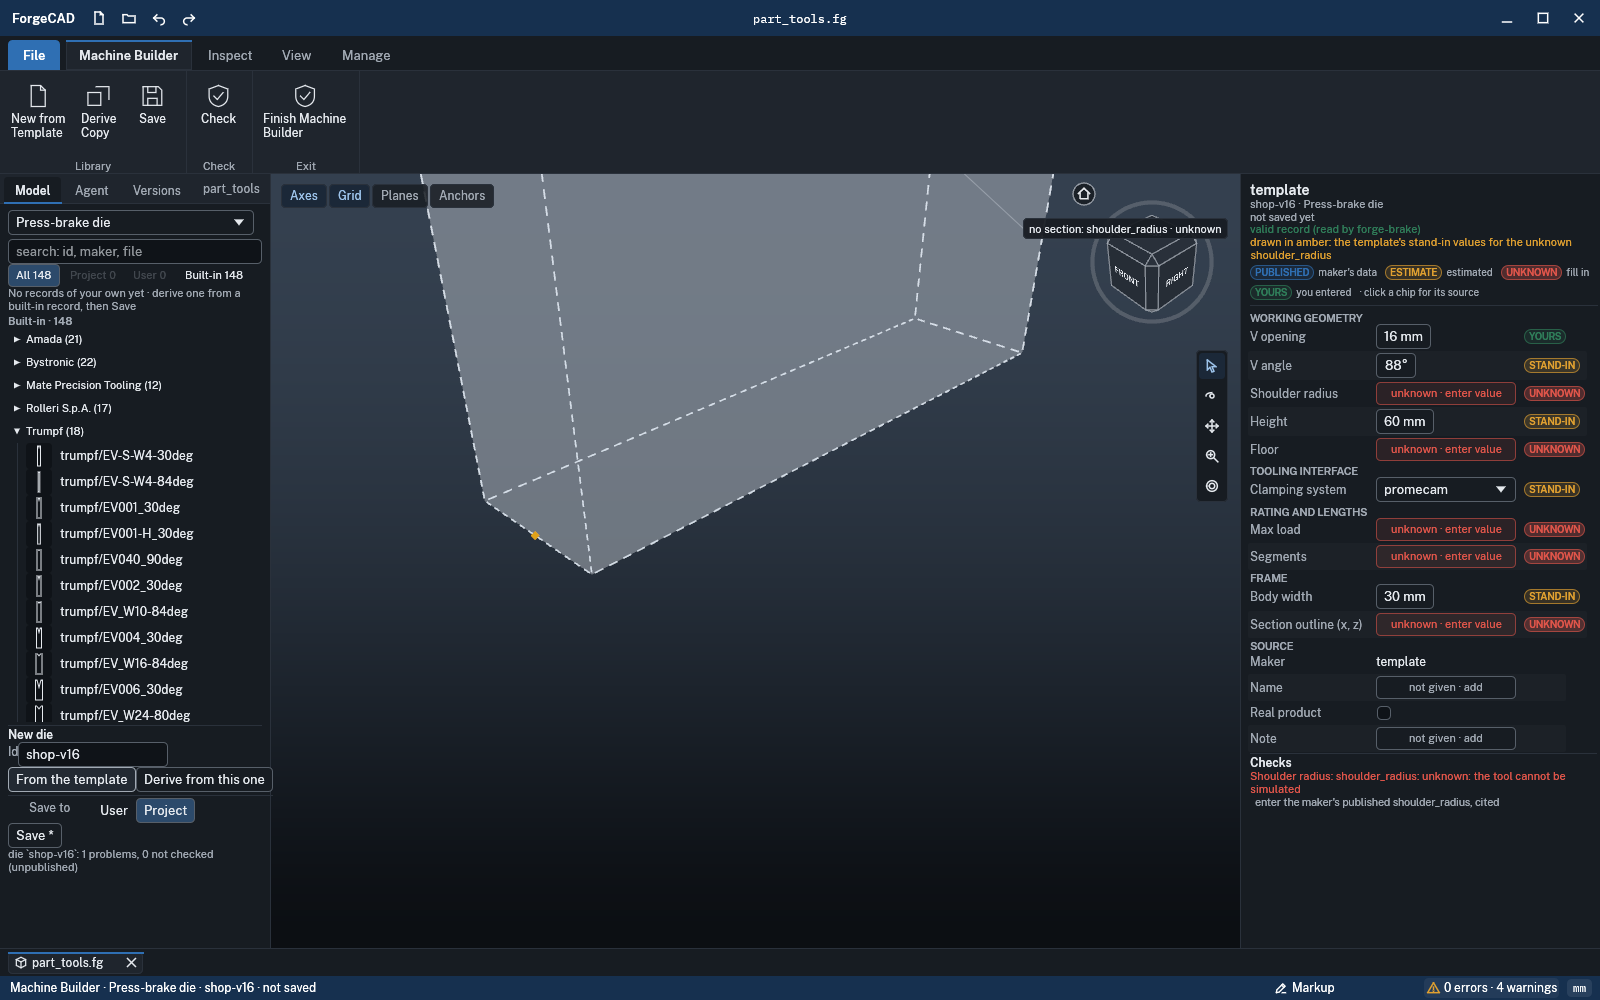 ForgeCAD
part_tools.fg
File
Machine Builder
Inspect
View
Manage
New from
Template
Derive
Copy
Save
Check
Finish Machine
Builder
Library
Check
Exit
Model
Agent
Versions
part_tools
Press-brake die
search: id, maker, file
All 148
Project 0
User 0
Built-in 148
No records of your own yet · derive one from a
built-in record, then Save
Built-in · 148
Amada (21)
Bystronic (22)
Mate Precision Tooling (12)
Rolleri S.p.A. (17)
Trumpf (18)
trumpf/EV-S-W4-30deg
trumpf/EV-S-W4-84deg
trumpf/EV001_30deg
trumpf/EV001-H_30deg
trumpf/EV040_90deg
trumpf/EV002_30deg
trumpf/EV_W10-84deg
trumpf/EV004_30deg
trumpf/EV_W16-84deg
trumpf/EV006_30deg
trumpf/EV_W24-80deg
New die
Id
shop-v16
From the template
Derive from this one
Save to
User
Project
Save *
die `shop-v16`: 1 problems, 0 not checked
(unpublished)
Axes
Grid
Planes
Anchors
no section: shoulder_radius · unknown
FRONT
RIGHT
template
shop-v16 · Press-brake die
not saved yet
valid record (read by forge-brake)
drawn in amber: the template's stand-in values for the unknown
shoulder_radius
PUBLISHED maker's data ESTIMATE estimated UNKNOWN fill in
YOURS you entered · click a chip for its source
WORKING GEOMETRY
V opening 16 mm YOURS
V angle 88° STAND-IN
Shoulder radius unknown · enter value UNKNOWN
Height 60 mm STAND-IN
Floor unknown · enter value UNKNOWN
TOOLING INTERFACE
Clamping system promecam STAND-IN
RATING AND LENGTHS
Max load unknown · enter value UNKNOWN
Segments unknown · enter value UNKNOWN
FRAME
Body width 30 mm STAND-IN
Section outline (x, z) unknown · enter value UNKNOWN
SOURCE
Maker template
Name not given · add
Real product
Note not given · add
Checks
Shoulder radius: shoulder_radius: unknown: the tool cannot be
simulated
enter the maker's published shoulder_radius, cited
part_tools.fg
Machine Builder · Press-brake die · shop-v16 · not saved
Markup
0 errors · 4 warnings
mm